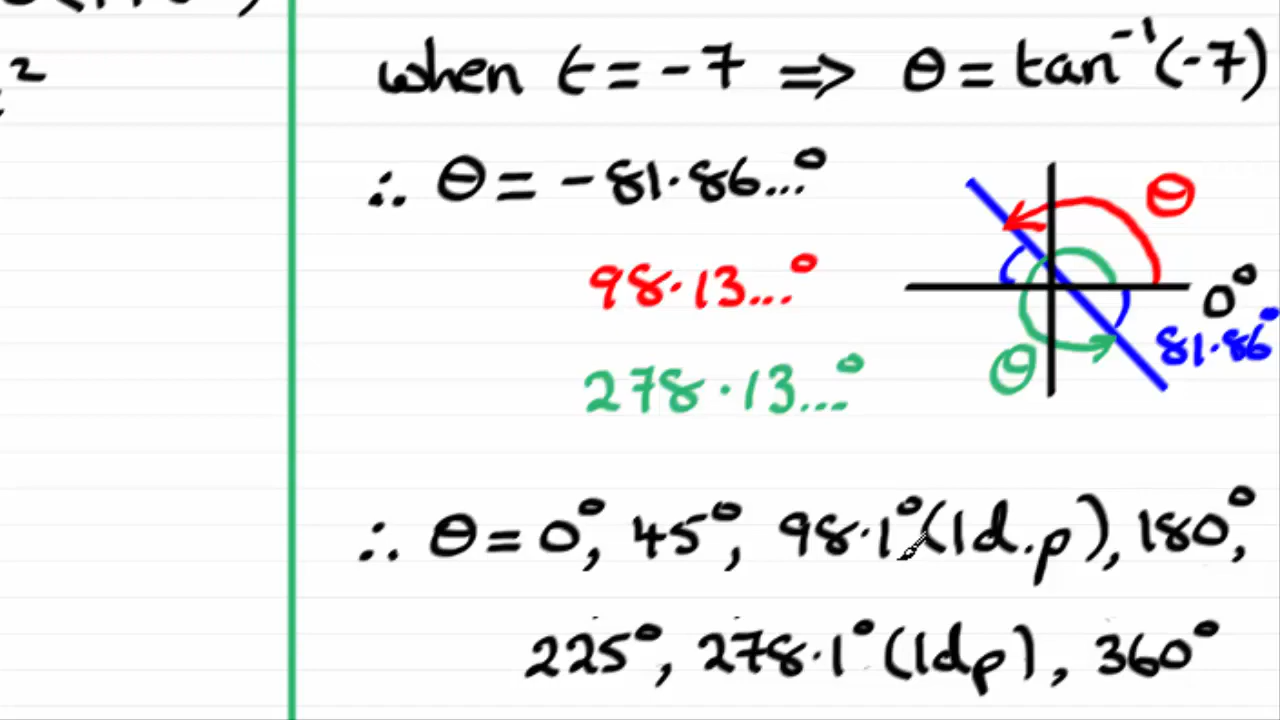 2
when t = -7 ⇒ θ = tan⁻¹(-7)
∴ θ = -81·86...°
θ
98·13...°
0°
81·86°
278·13...°
θ
∴ θ = 0°, 45°, 98·1° (1d.p), 180°,
225°, 278·1° (1dp), 360°